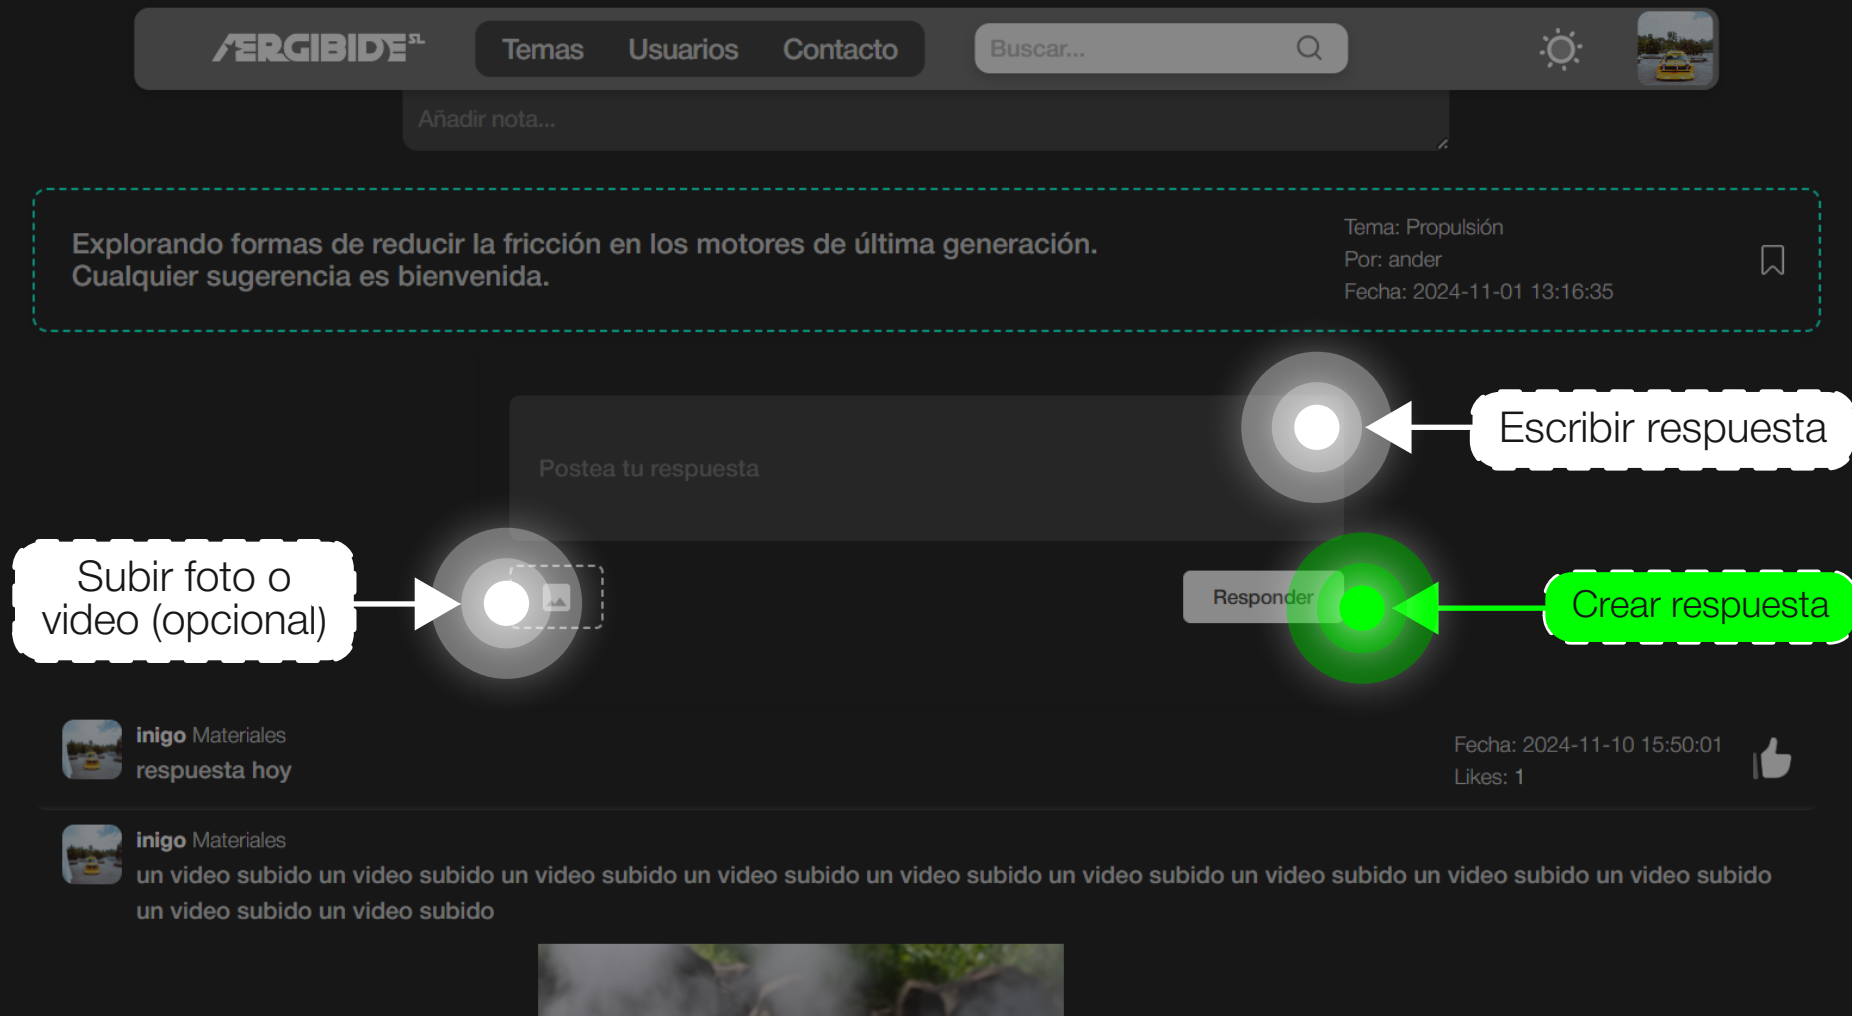 ÆRGIBIDE SL
Temas Usuarios Contacto
Buscar...
Añadir nota...
Explorando formas de reducir la fricción en los motores de última generación.
Cualquier sugerencia es bienvenida.
Tema: Propulsión
Por: ander
Fecha: 2024-11-01 13:16:35
Escribir respuesta
Postea tu respuesta
Subir foto o
video (opcional)
Responder
Crear respuesta
inigo Materiales
respuesta hoy
Fecha: 2024-11-10 15:50:01
Likes: 1
inigo Materiales
un video subido un video subido un video subido un video subido un video subido un video subido un video subido un video subido un video subido
un video subido un video subido